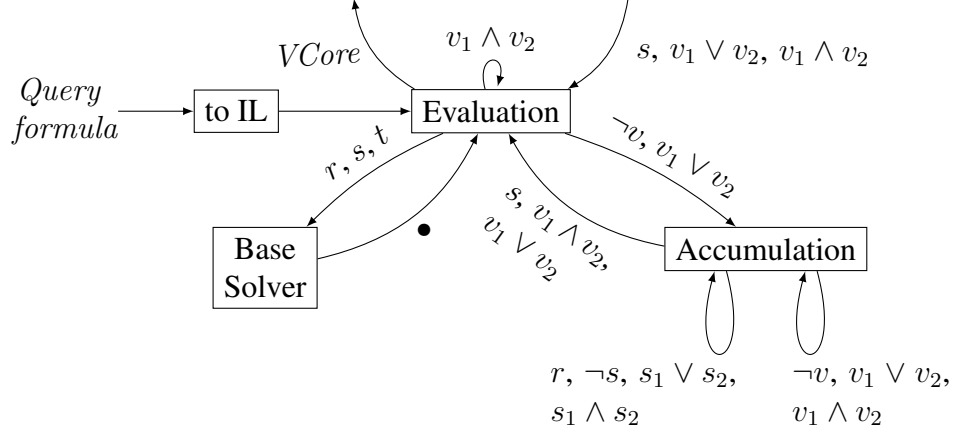 v₁ ∧ v₂
VCore
s, v₁ ∨ v₂, v₁ ∧ v₂
Query
formula
to IL
Evaluation
r, s, t
¬v, v₁ ∨ v₂
s, v₁ ∧ v₂,
v₁ ∨ v₂
•
Base
Solver
Accumulation
r, ¬s, s₁ ∨ s₂,
s₁ ∧ s₂
¬v, v₁ ∨ v₂,
v₁ ∧ v₂